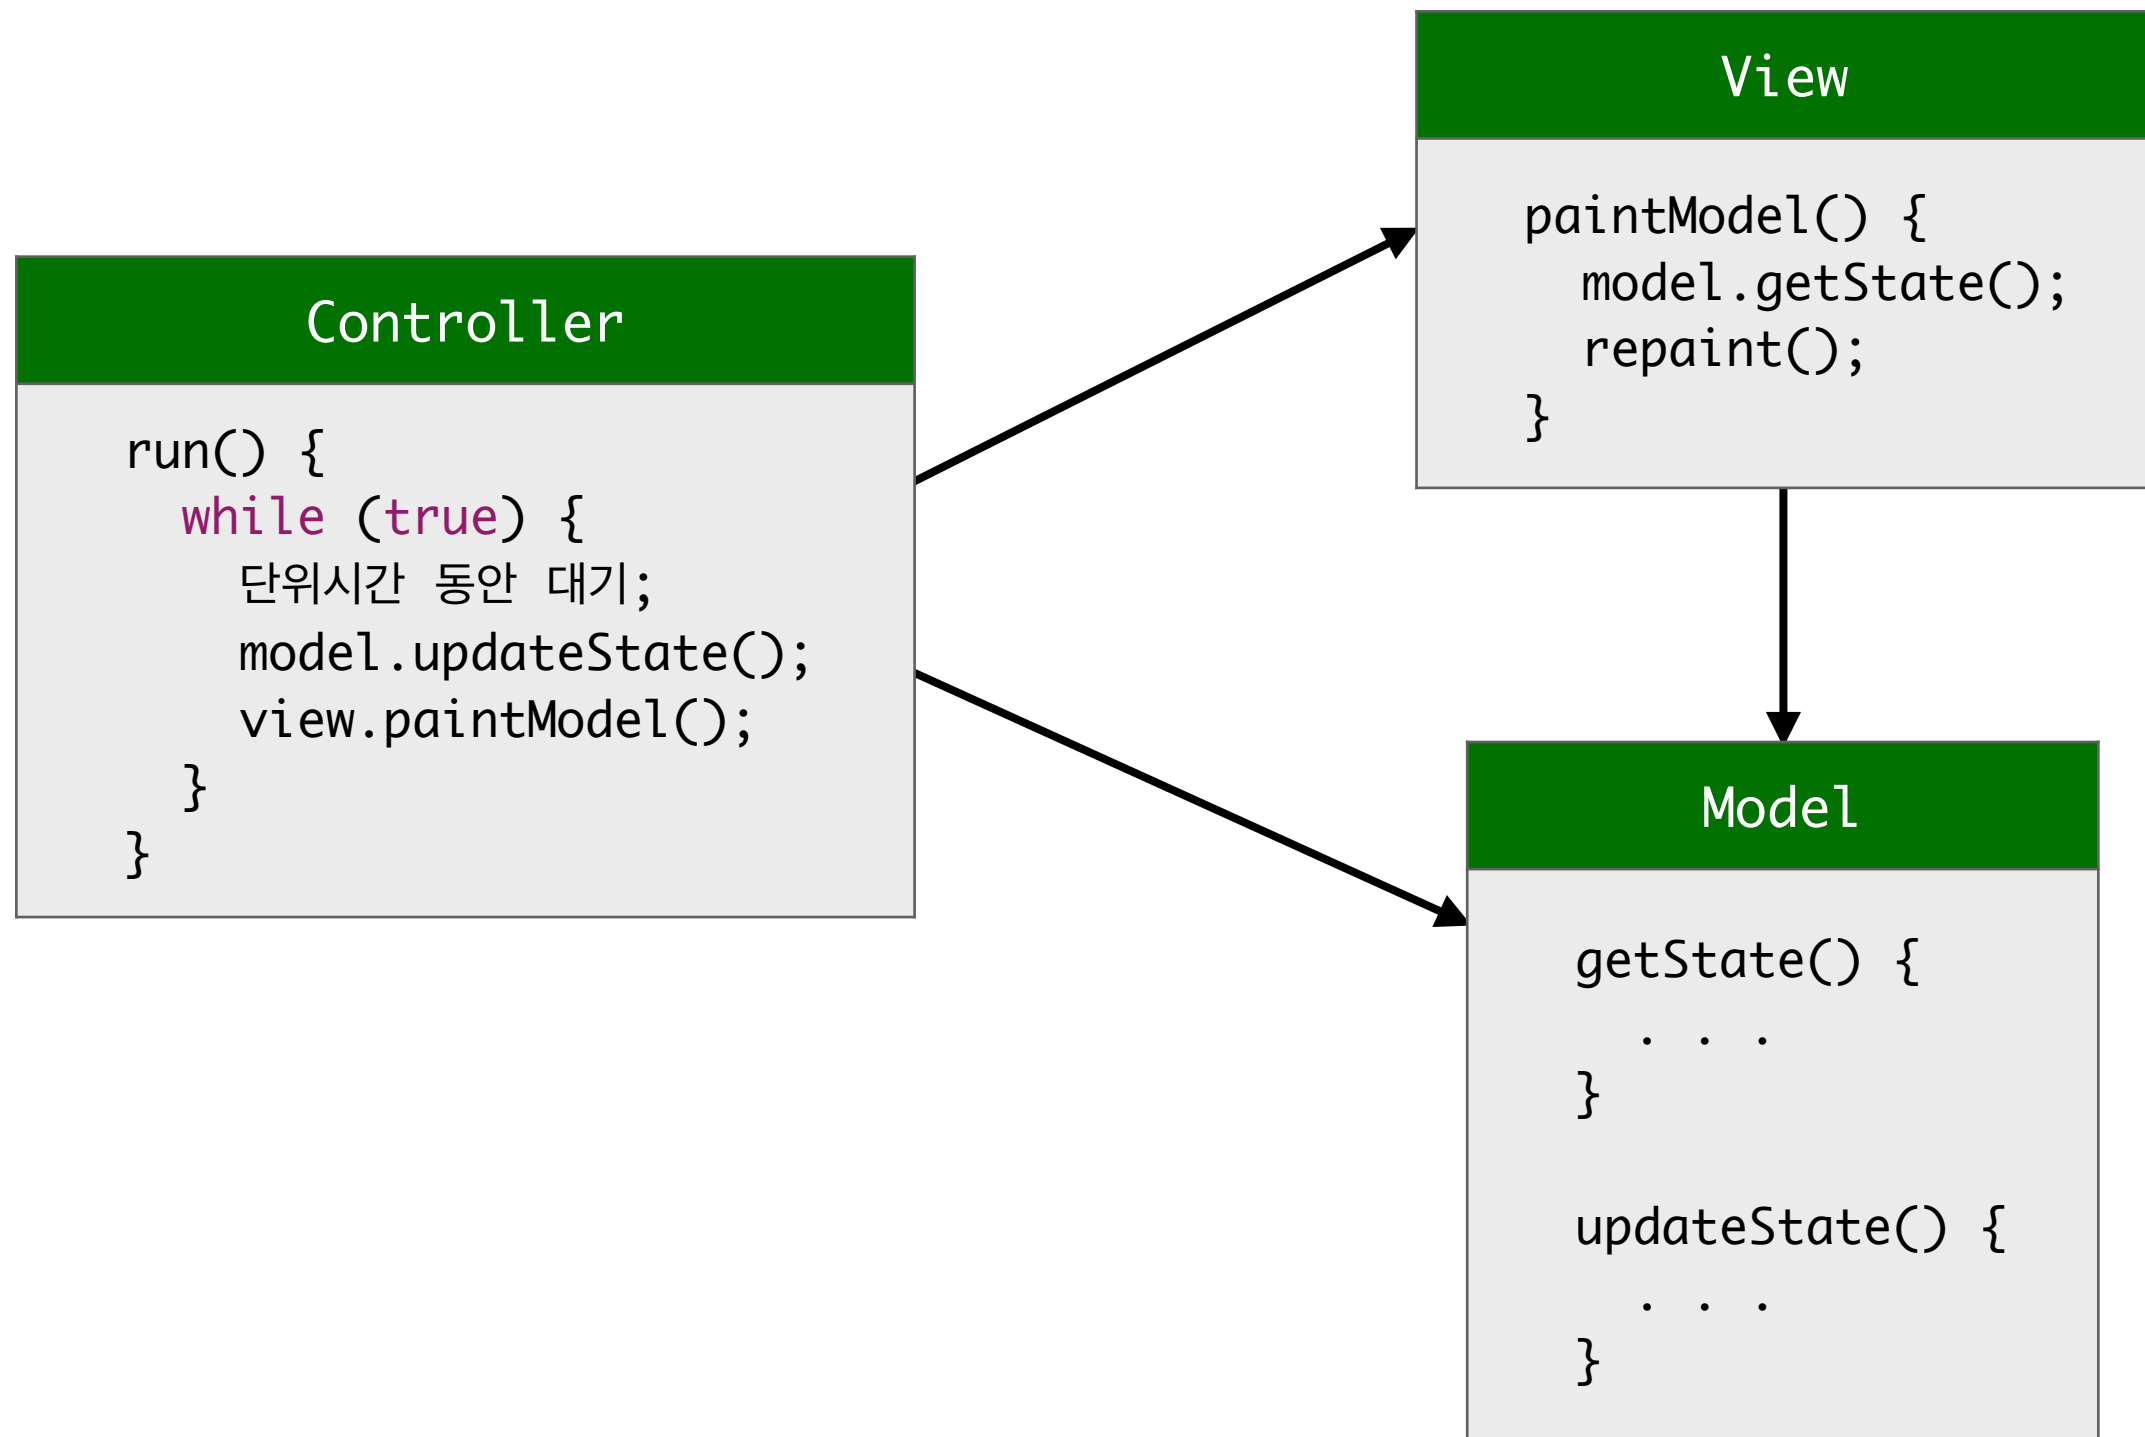 Controller
run() {
while (true) {
단위시간 동안 대기;
model.updateState();
view.paintModel();
}
}
View
paintModel() {
model.getState();
repaint();
}
Model
getState() {
. . .
}
updateState() {
. . .
}